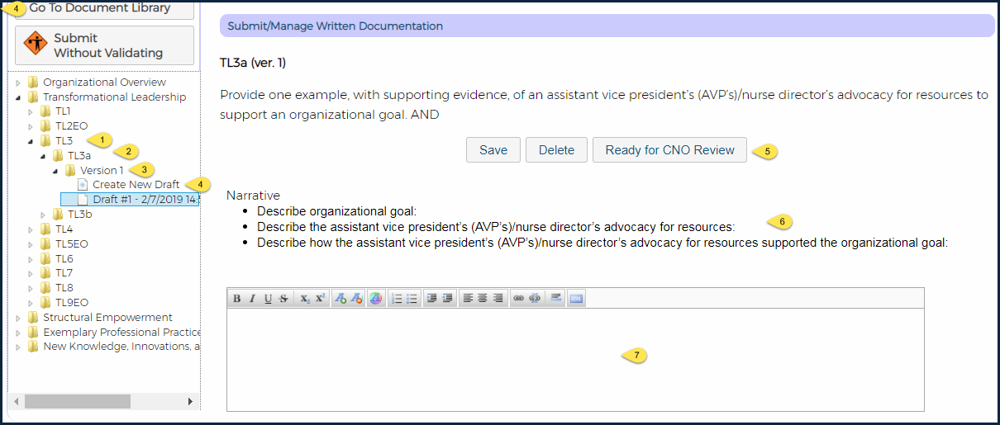 4
Go To Document Library
Submit
Without Validating
Organizational Overview
Transformational Leadership
TL1
TL2EO
TL3
1
TL3a
2
Version 1
3
Create New Draft
4
Draft #1 - 2/7/2019 14:
TL3b
TL4
TL5EO
TL6
TL7
TL8
TL9EO
Structural Empowerment
Exemplary Professional Practice
New Knowledge, Innovations, a
Submit/Manage Written Documentation
TL3a (ver. 1)
Provide one example, with supporting evidence, of an assistant vice president's (AVP's)/nurse director's advocacy for resources to
support an organizational goal. AND
Save
Delete
Ready for CNO Review
5
Narrative
• Describe organizational goal:
• Describe the assistant vice president's (AVP's)/nurse director's advocacy for resources:
6
• Describe how the assistant vice president's (AVP's)/nurse director's advocacy for resources supported the organizational goal:
B I U S x₂ x²
7